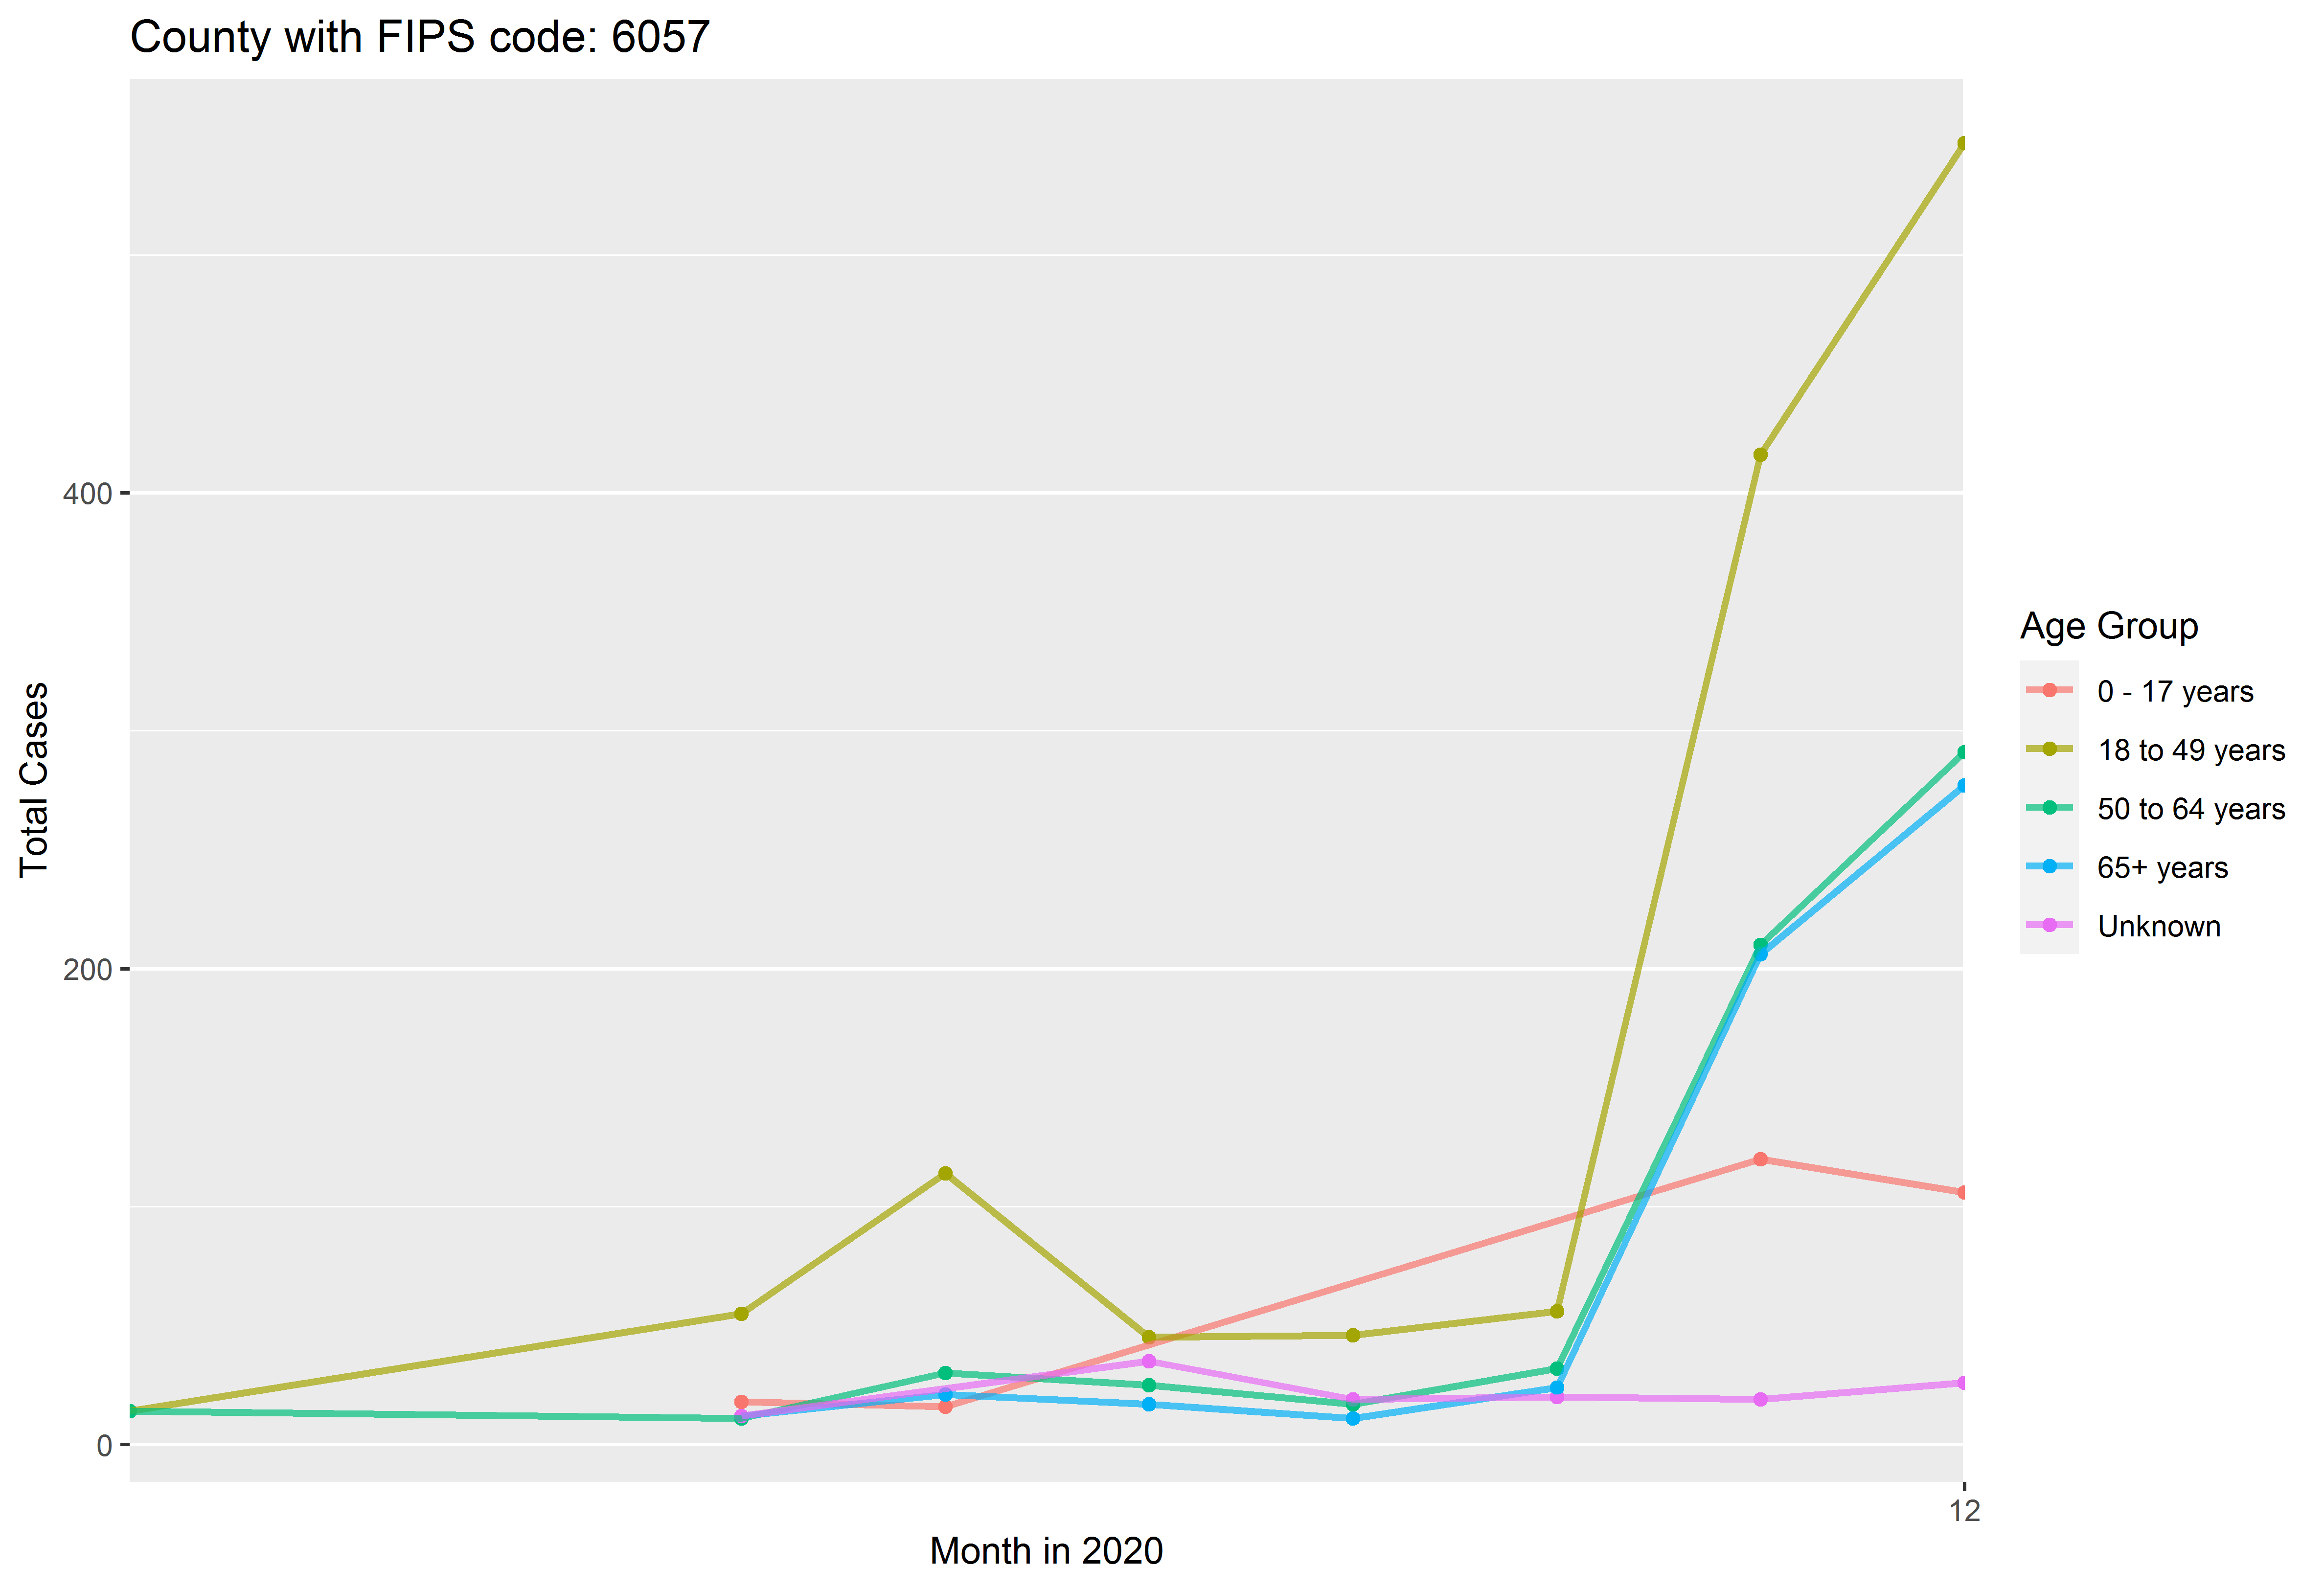 County with FIPS code: 6057
Total Cases
400
200
0
12
Month in 2020
Age Group
0 - 17 years
18 to 49 years
50 to 64 years
65+ years
Unknown